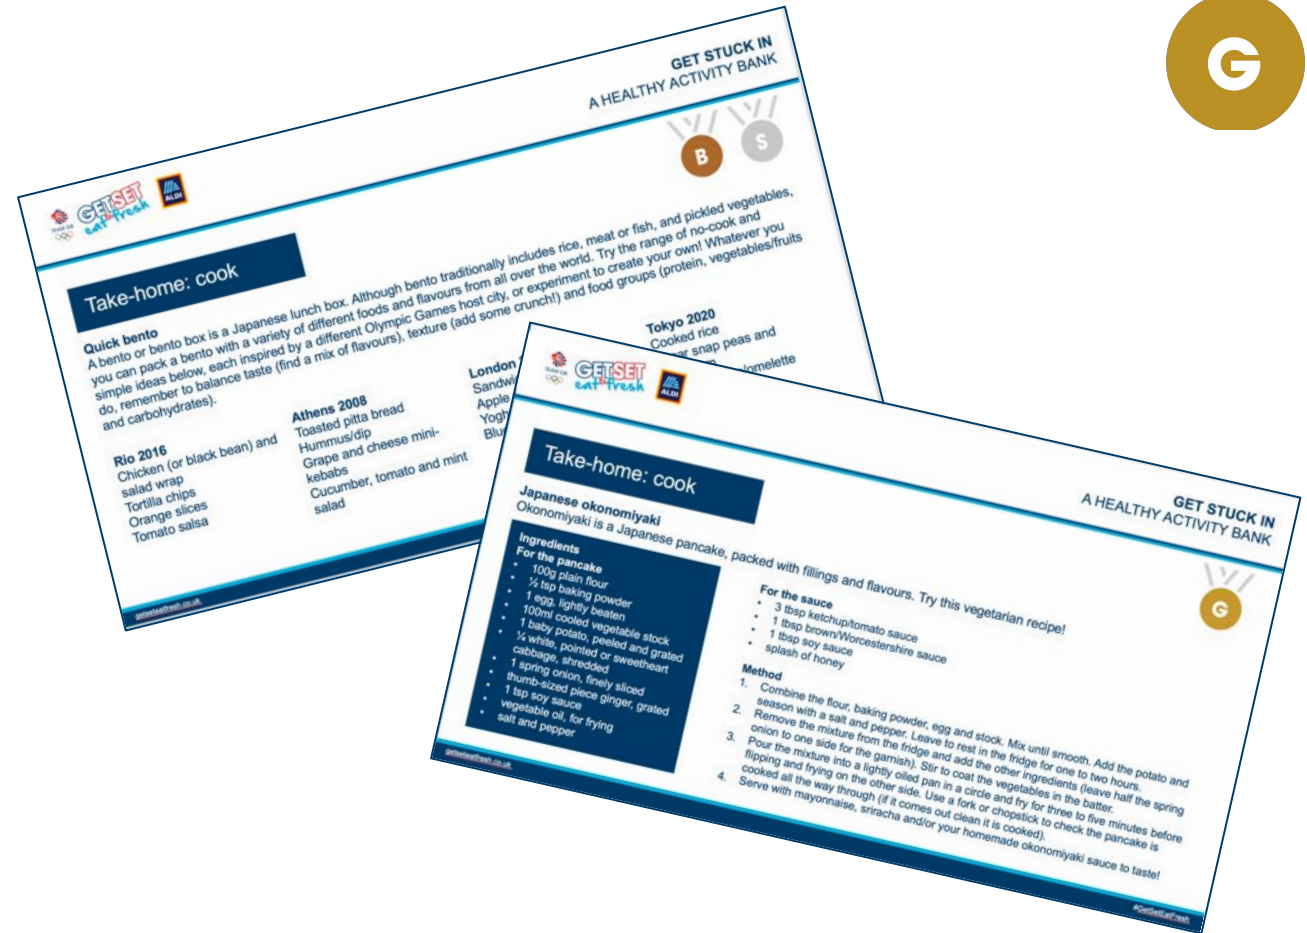 G
GET STUCK IN
A HEALTHY ACTIVITY BANK
B
S
TEAM GB
GET SET
to
eat fresh
ALDI
Take-home: cook
Quick bento
A bento or bento box is a Japanese lunch box. Although bento traditionally includes rice, meat or fish, and pickled vegetables,
you can pack a bento with a variety of different foods and flavours from all over the world. Try the range of no-cook and
simple ideas below, each inspired by a different Olympic Games host city, or experiment to create your own! Whatever you
do, remember to balance taste (find a mix of flavours), texture (add some crunch!) and food groups (protein, vegetables/fruits
and carbohydrates).
Rio 2016
Chicken (or black bean) and
salad wrap
Tortilla chips
Orange slices
Tomato salsa
Athens 2008
Toasted pitta bread
Hummus/dip
Grape and cheese mini-
kebabs
Cucumber, tomato and mint
salad
London
Apple
Tokyo 2020
Cooked rice
snap peas and
getseteatfresh.co.uk
TEAM GB
GET SET
to
eat fresh
ALDI
GET STUCK IN
A HEALTHY ACTIVITY BANK
G
Take-home: cook
Japanese okonomiyaki
Okonomiyaki is a Japanese pancake, packed with fillings and flavours. Try this vegetarian recipe!
Ingredients
For the pancake
• 100g plain flour
• ½ tsp baking powder
• 1 egg, lightly beaten
• 100ml cooled vegetable stock
• 1 baby potato, peeled and grated
• ¼ white, pointed or sweetheart
cabbage, shredded
• 1 spring onion, finely sliced
• thumb-sized piece ginger, grated
• 1 tsp soy sauce
• vegetable oil, for frying
• salt and pepper
For the sauce
• 3 tbsp ketchup/tomato sauce
• 1 tbsp brown/Worcestershire sauce
• 1 tbsp soy sauce
• splash of honey
Method
1. Combine the flour, baking powder, egg and stock. Mix until smooth. Add the potato and
season with a salt and pepper. Leave to rest in the fridge for one to two hours.
2. Remove the mixture from the fridge and add the other ingredients (leave half the spring
onion to one side for the garnish). Stir to coat the vegetables in the batter.
3. Pour the mixture into a lightly oiled pan in a circle and fry for three to five minutes before
flipping and frying on the other side. Use a fork or chopstick to check the pancake is
cooked all the way through (if it comes out clean it is cooked).
4. Serve with mayonnaise, sriracha and/or your homemade okonomiyaki sauce to taste!
getseteatfresh.co.uk
#GetSetEatFresh